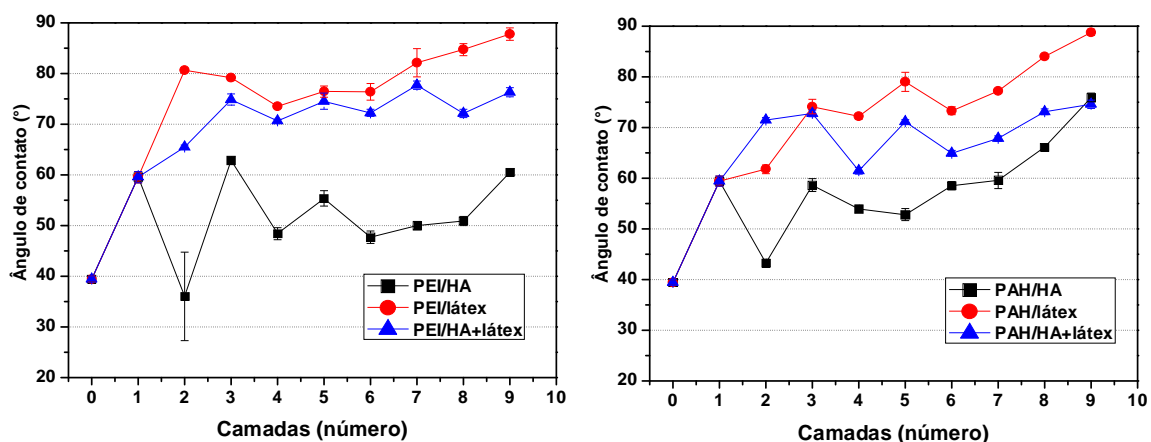 90
80
70
60
50
40
30
20
Ângulo de contato (°)
PEI/HA
PEI/látex
PEI/HA+látex
0 1 2 3 4 5 6 7 8 9 10
Camadas (número)
90
80
70
60
50
40
30
20
Ângulo de contato (°)
PAH/HA
PAH/látex
PAH/HA+látex
0 1 2 3 4 5 6 7 8 9 10
Camadas (número)